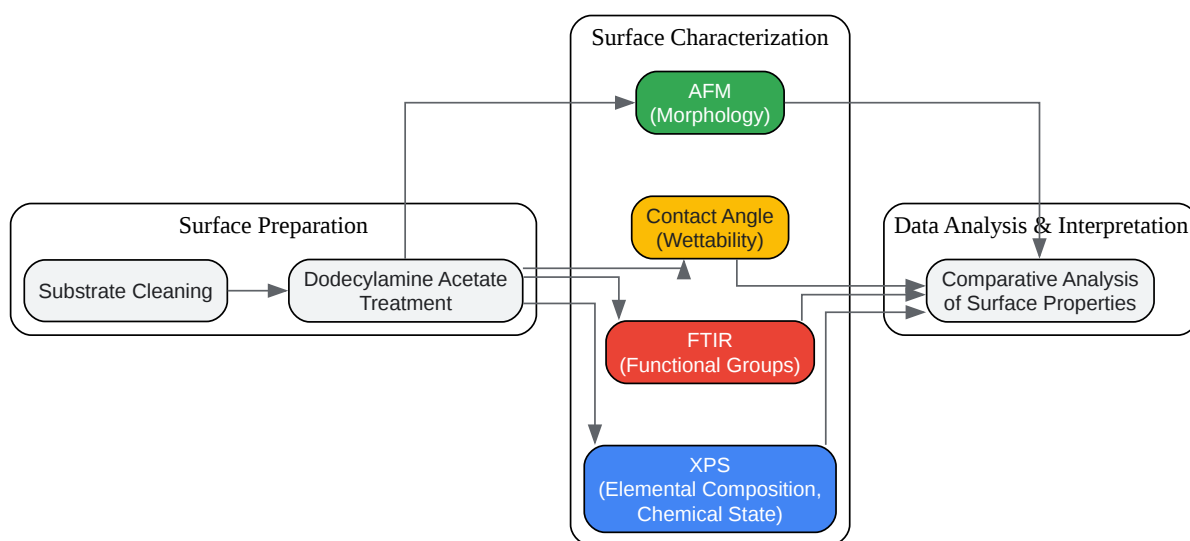 Surface Characterization
AFM
(Morphology)
Surface Preparation
Contact Angle
(Wettability)
Data Analysis & Interpretation
Substrate Cleaning
Dodecylamine Acetate
Treatment
Comparative Analysis
of Surface Properties
FTIR
(Functional Groups)
XPS
(Elemental Composition,
Chemical State)